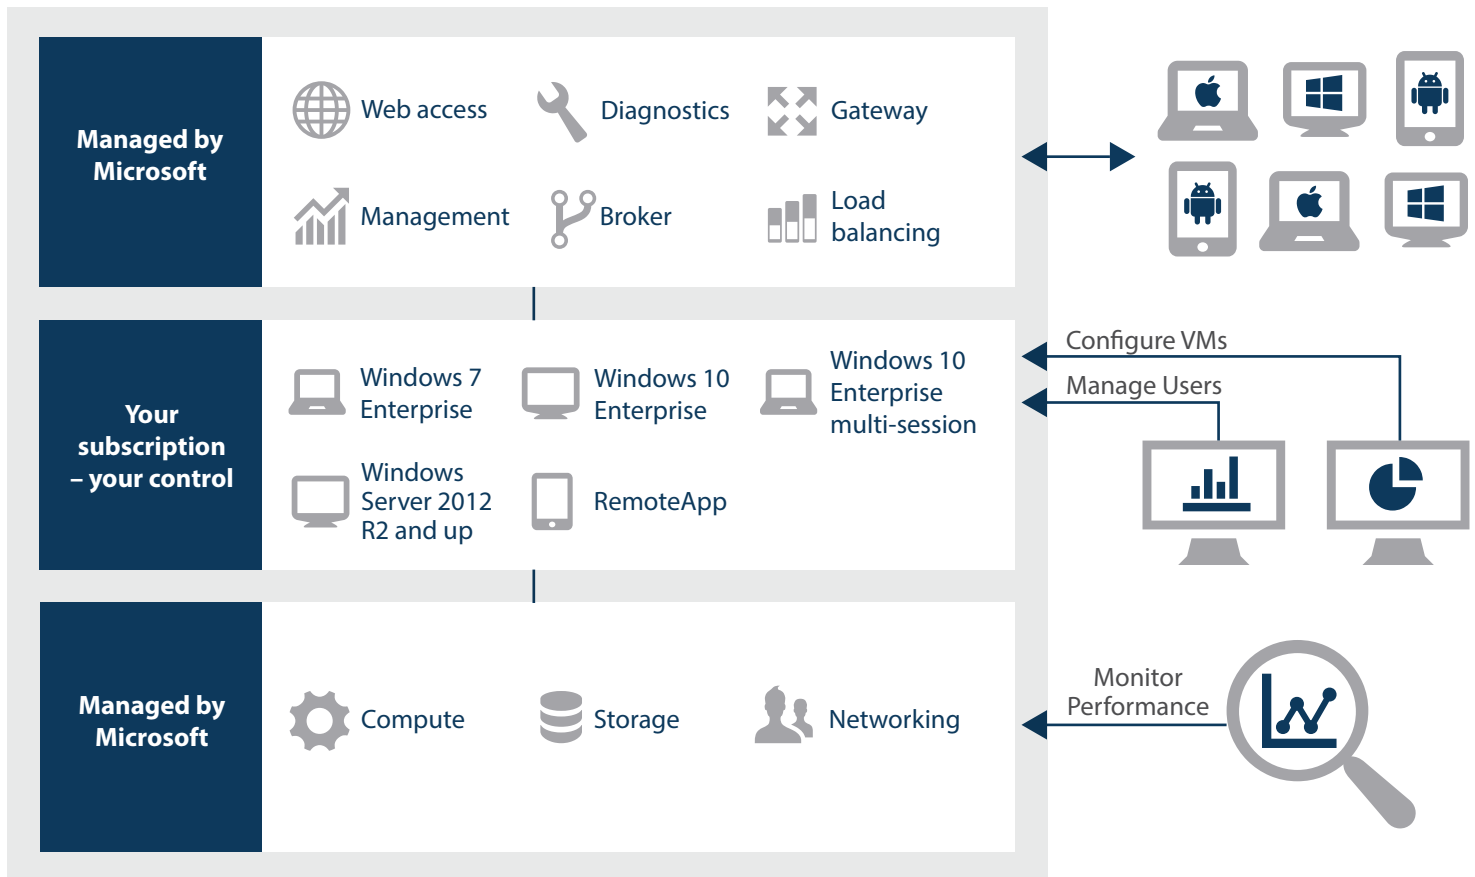 Managed by
Microsoft
Web access
Diagnostics
Gateway
Management
Broker
Load
balancing
Your
subscription
– your control
Windows 7
Enterprise
Windows 10
Enterprise
Windows 10
Enterprise
multi-session
Windows
Server 2012
R2 and up
RemoteApp
Configure VMs
Manage Users
Managed by
Microsoft
Compute
Storage
Networking
Monitor
Performance